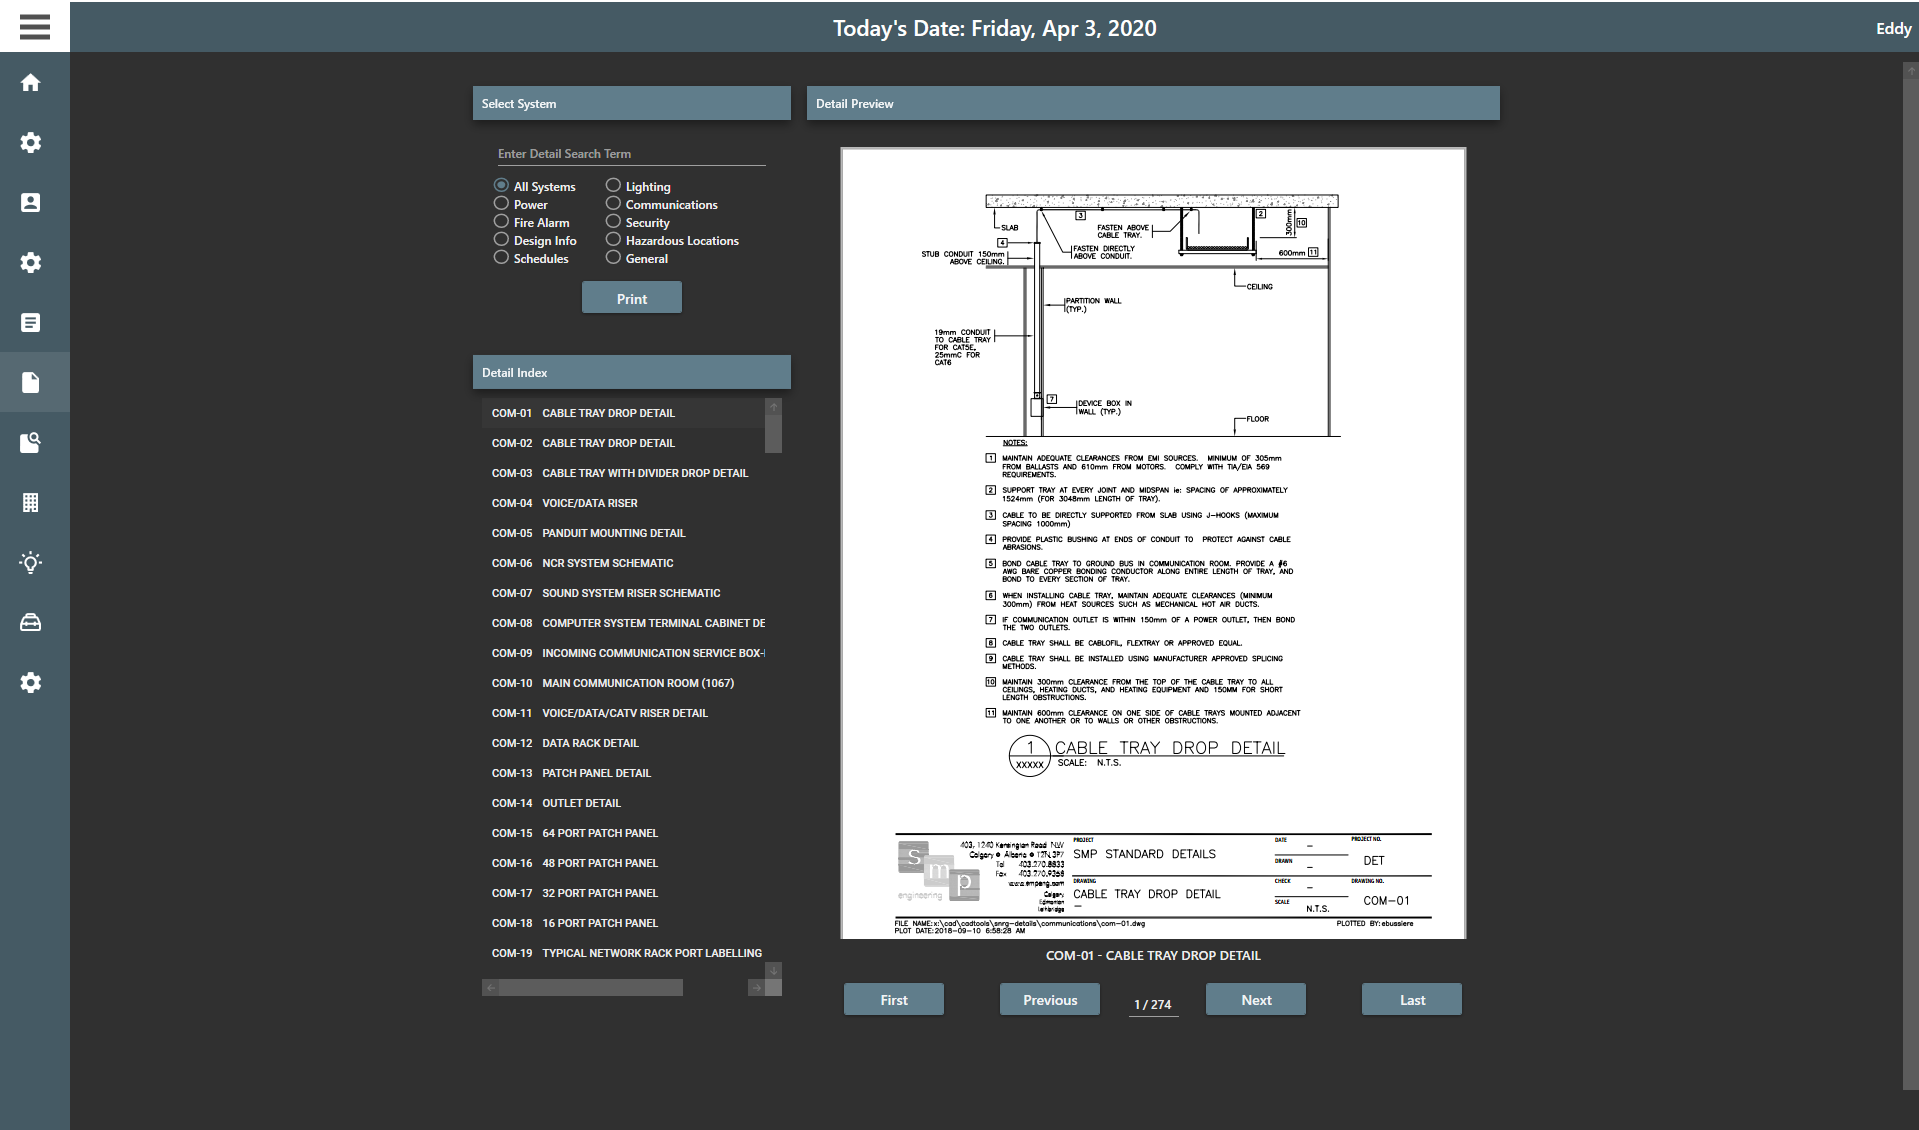 Today's Date: Friday, Apr 3, 2020
Eddy
Select System
Enter Detail Search Term
All Systems
Lighting
Power
Communications
Fire Alarm
Security
Design Info
Hazardous Locations
Schedules
General
Print
Detail Index
COM-01 CABLE TRAY DROP DETAIL
COM-02 CABLE TRAY DROP DETAIL
COM-03 CABLE TRAY WITH DIVIDER DROP DETAIL
COM-04 VOICE/DATA RISER
COM-05 PANDUIT MOUNTING DETAIL
COM-06 NCR SYSTEM SCHEMATIC
COM-07 SOUND SYSTEM RISER SCHEMATIC
COM-08 COMPUTER SYSTEM TERMINAL CABINET DE
COM-09 INCOMING COMMUNICATION SERVICE BOX-
COM-10 MAIN COMMUNICATION ROOM (1067)
COM-11 VOICE/DATA/CATV RISER DETAIL
COM-12 DATA RACK DETAIL
COM-13 PATCH PANEL DETAIL
COM-14 OUTLET DETAIL
COM-15 64 PORT PATCH PANEL
COM-16 48 PORT PATCH PANEL
COM-17 32 PORT PATCH PANEL
COM-18 16 PORT PATCH PANEL
COM-19 TYPICAL NETWORK RACK PORT LABELLING
Detail Preview
3
2
300mm
10
SLAB
FASTEN ABOVE
CABLE TRAY.
4
FASTEN DIRECTLY
ABOVE CONDUIT.
STUB CONDUIT 150mm
ABOVE CEILING.
600mm 11
CEILING
PARTITION WALL
(TYP.)
19mm CONDUIT
TO CABLE TRAY
FOR CAT5E,
25mmC FOR
CAT6
7
DEVICE BOX IN
WALL (TYP.)
FLOOR
NOTES:
1 MAINTAIN ADEQUATE CLEARANCES FROM EMI SOURCES. MINIMUM OF 305mm
FROM BALLASTS AND 610mm FROM MOTORS. COMPLY WITH TIA/EIA 569
REQUIREMENTS.
2 SUPPORT TRAY AT EVERY JOINT AND MIDSPAN ie: SPACING OF APPROXIMATELY
1524mm (FOR 3048mm LENGTH OF TRAY).
3 CABLE TO BE DIRECTLY SUPPORTED FROM SLAB USING J-HOOKS (MAXIMUM
SPACING 1000mm)
4 PROVIDE PLASTIC BUSHING AT ENDS OF CONDUIT TO PROTECT AGAINST CABLE
ABRASIONS.
5 BOND CABLE TRAY TO GROUND BUS IN COMMUNICATION ROOM. PROVIDE A #6
AWG BARE COPPER BONDING CONDUCTOR ALONG ENTIRE LENGTH OF TRAY, AND
BOND TO EVERY SECTION OF TRAY.
6 WHEN INSTALLING CABLE TRAY, MAINTAIN ADEQUATE CLEARANCES (MINIMUM
300mm) FROM HEAT SOURCES SUCH AS MECHANICAL HOT AIR DUCTS.
7 IF COMMUNICATION OUTLET IS WITHIN 150mm OF A POWER OUTLET, THEN BOND
THE TWO OUTLETS.
8 CABLE TRAY SHALL BE CABLOFIL, FLEXTRAY OR APPROVED EQUAL.
9 CABLE TRAY SHALL BE INSTALLED USING MANUFACTURER APPROVED SPLICING
METHODS.
10 MAINTAIN 300mm CLEARANCE FROM THE TOP OF THE CABLE TRAY TO ALL
CEILINGS, HEATING DUCTS, AND HEATING EQUIPMENT AND 150MM FOR SHORT
LENGTH OBSTRUCTIONS.
11 MAINTAIN 600mm CLEARANCE ON ONE SIDE OF CABLE TRAYS MOUNTED ADJACENT
TO ONE ANOTHER OR TO WALLS OR OTHER OBSTRUCTIONS.
1
XXXXX
CABLE TRAY DROP DETAIL
SCALE: N.T.S.
smp
engineering
403, 1240 Kensington Road N.W
Calgary • Alberta • T2N 3P7
Tel 403.270.8833
Fax 403.270.9368
www.smpeng.com
Calgary
Edmonton
Lethbridge
PROJECT
SMP STANDARD DETAILS
DRAWING
CABLE TRAY DROP DETAIL
–
DATE
–
DRAWN
–
CHECK
–
SCALE
N.T.S.
PROJECT NO.
DET
DRAWING NO.
COM-01
FILE NAME:x:\cad\cadtools\snrg-details\communications\com-01.dwg
PLOTTED BY: ebussiere
PLOT DATE:2018-09-10 6:58:28 AM
COM-01 - CABLE TRAY DROP DETAIL
First
Previous
1 / 274
Next
Last